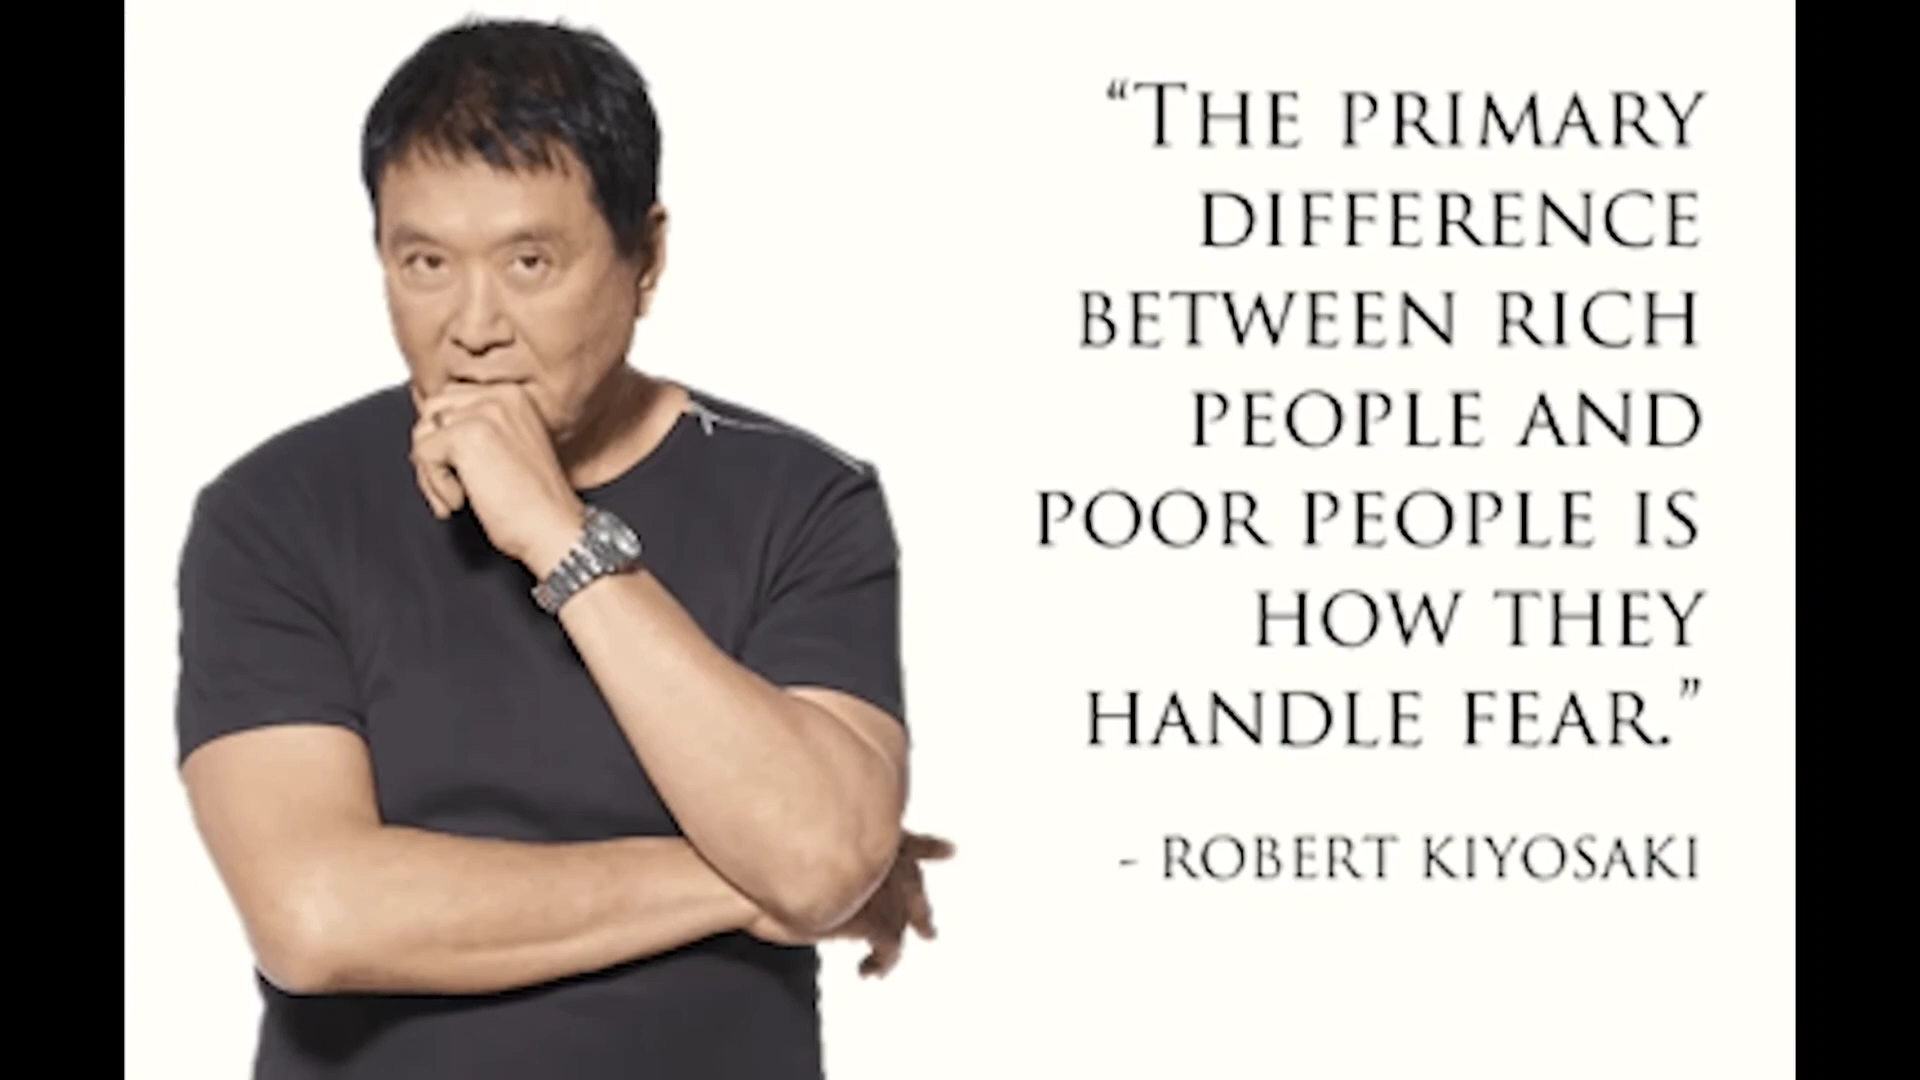 “THE PRIMARY
DIFFERENCE
BETWEEN RICH
PEOPLE AND
POOR PEOPLE IS
HOW THEY
HANDLE FEAR.”
- ROBERT KIYOSAKI